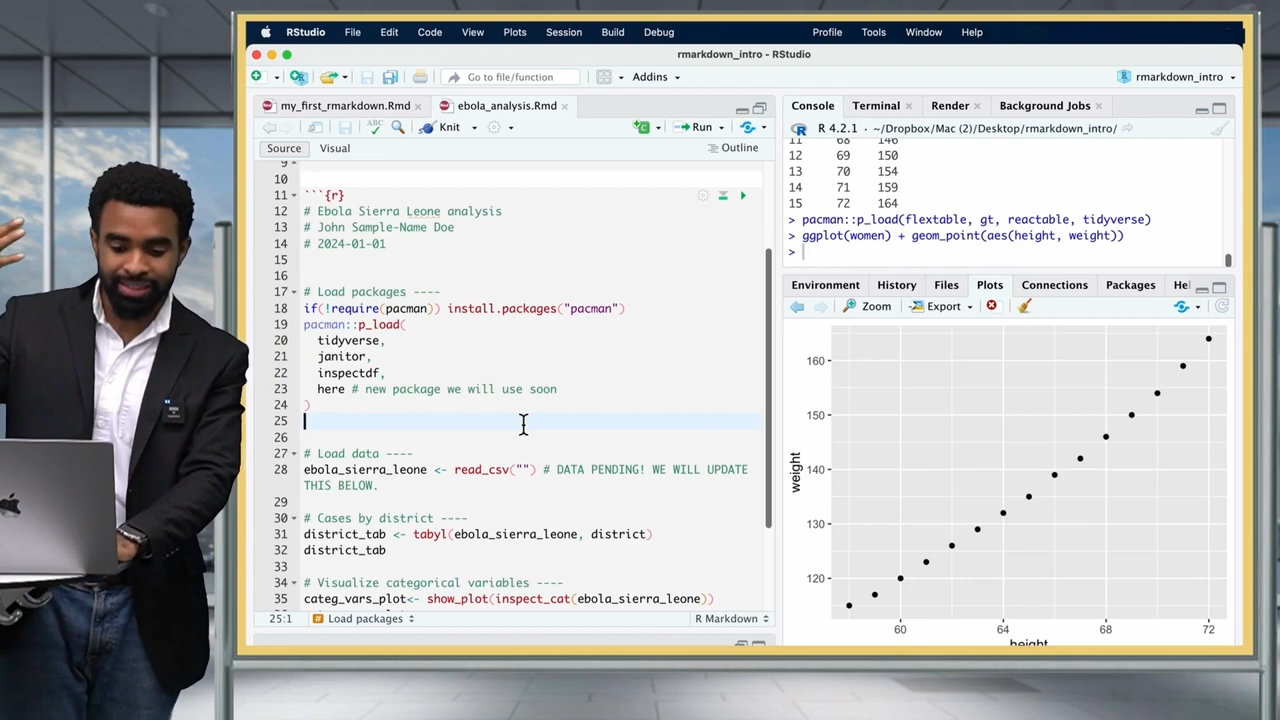 RStudio File Edit Code View Plots Session Build Debug Profile Tools Window Help
rmarkdown_intro - RStudio
Go to file/function Addins rmarkdown_intro
my_first_rmarkdown.Rmd ebola_analysis.Rmd
ABC Knit Run
Source Visual Outline
9
10
11 ```{r}
12 # Ebola Sierra Leone analysis
13 # John Sample-Name Doe
14 # 2024-01-01
15
16
17 # Load packages ----
18 if(!require(pacman)) install.packages("pacman")
19 pacman::p_load(
20 tidyverse,
21 janitor,
22 inspectdf,
23 here # new package we will use soon
24 )
25
26
27 # Load data ----
28 ebola_sierra_leone <- read_csv("") # DATA PENDING! WE WILL UPDATE
THIS BELOW.
29
30 # Cases by district ----
31 district_tab <- tabyl(ebola_sierra_leone, district)
32 district_tab
33
34 # Visualize categorical variables ----
35 categ_vars_plot<- show_plot(inspect_cat(ebola_sierra_leone))
25:1 Load packages R Markdown
Console Terminal Render Background Jobs
R 4.2.1 · ~/Dropbox/Mac (2)/Desktop/rmarkdown_intro/
11 68 146
12 69 150
13 70 154
14 71 159
15 72 164
> pacman::p_load(flextable, gt, reactable, tidyverse)
> ggplot(women) + geom_point(aes(height, weight))
>
Environment History Files Plots Connections Packages He
Zoom Export
160
150
140
130
120
weight
60 64 68 72
height